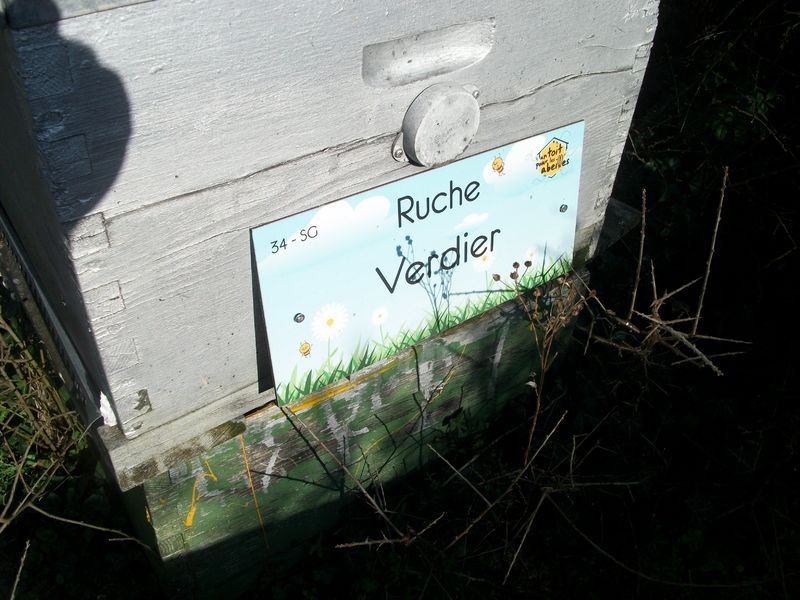 un toit
pour les
abeilles
34 - SG
Ruche
Verdier